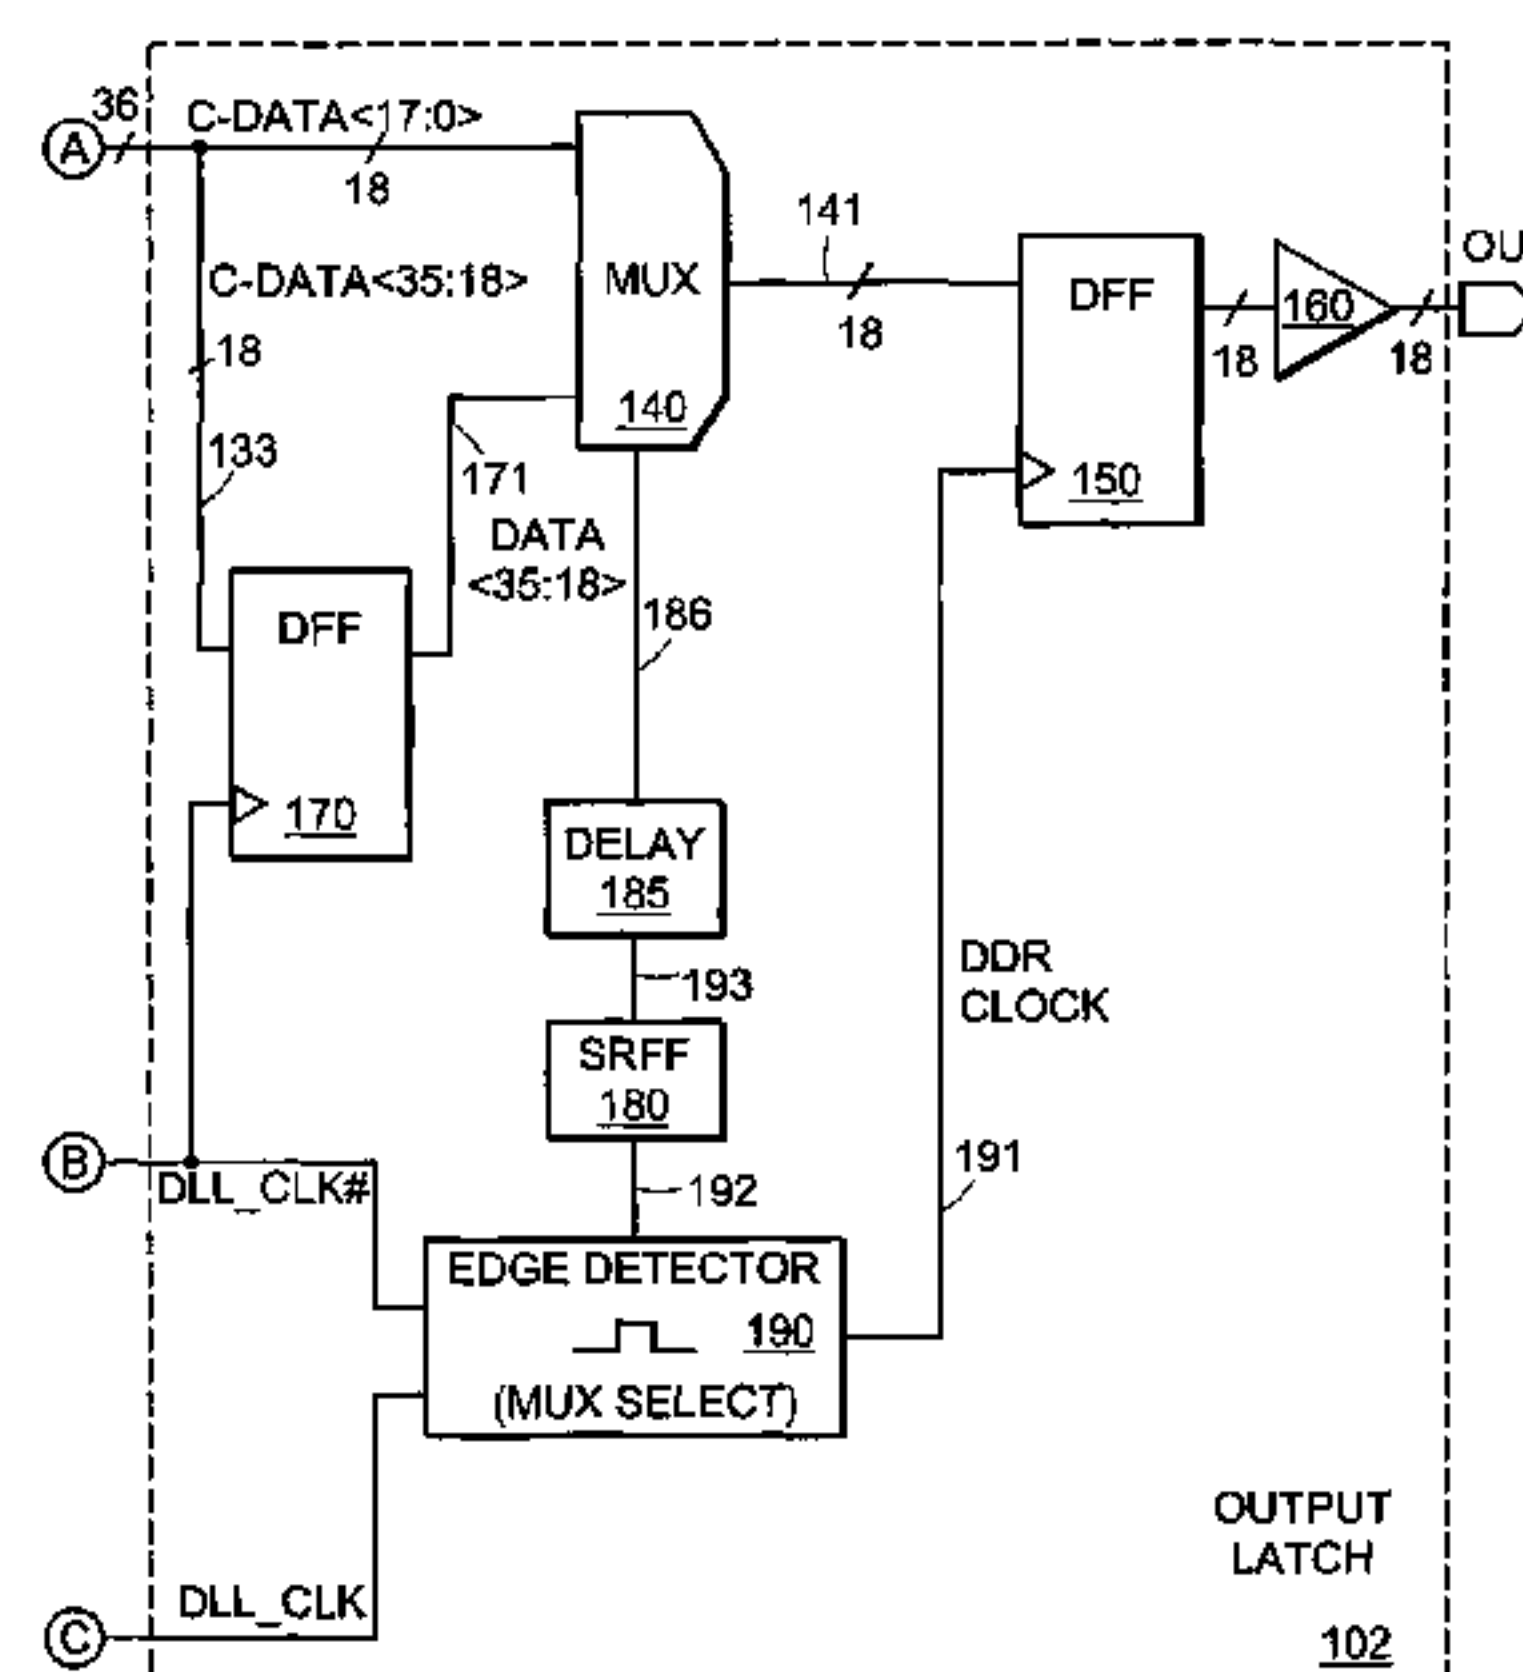 36
A
C-DATA<17:0>
18
C-DATA<35:18>
18
133
MUX
140
141
18
DFF
150
18
160
18
OU
171
DATA
<35:18>
186
DFF
170
DELAY
185
193
SRFF
180
192
DDR
CLOCK
191
B
DLL_CLK#
EDGE DETECTOR
190
(MUX SELECT)
C
DLL_CLK
OUTPUT
LATCH
102